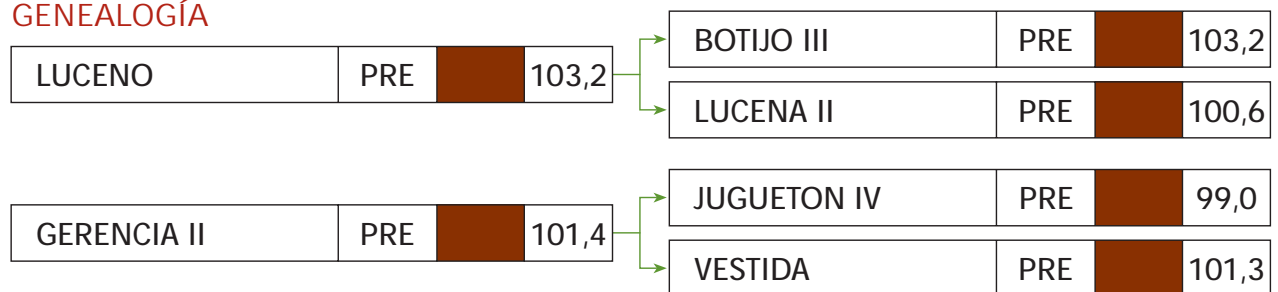 GENEALOGÍA
LUCENO PRE 103,2
BOTIJO III PRE 103,2
LUCENA II PRE 100,6
GERENCIA II PRE 101,4
JUGUETON IV PRE 99,0
VESTIDA PRE 101,3